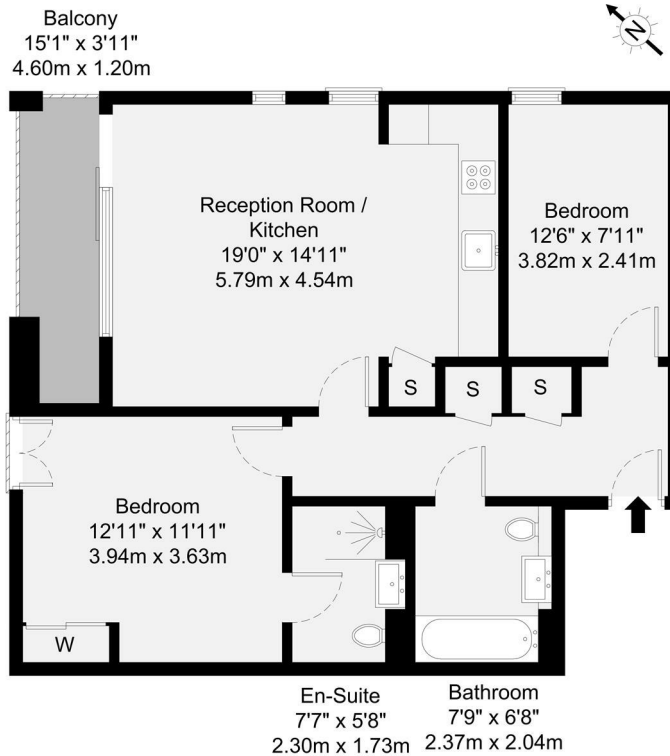 Balcony
15'1" x 3'11"
4.60m x 1.20m
N
Reception Room /
Kitchen
19'0" x 14'11"
5.79m x 4.54m
Bedroom
12'6" x 7'11"
3.82m x 2.41m
S
S
S
Bedroom
12'11" x 11'11"
3.94m x 3.63m
W
En-Suite
7'7" x 5'8"
2.30m x 1.73m
Bathroom
7'9" x 6'8"
2.37m x 2.04m